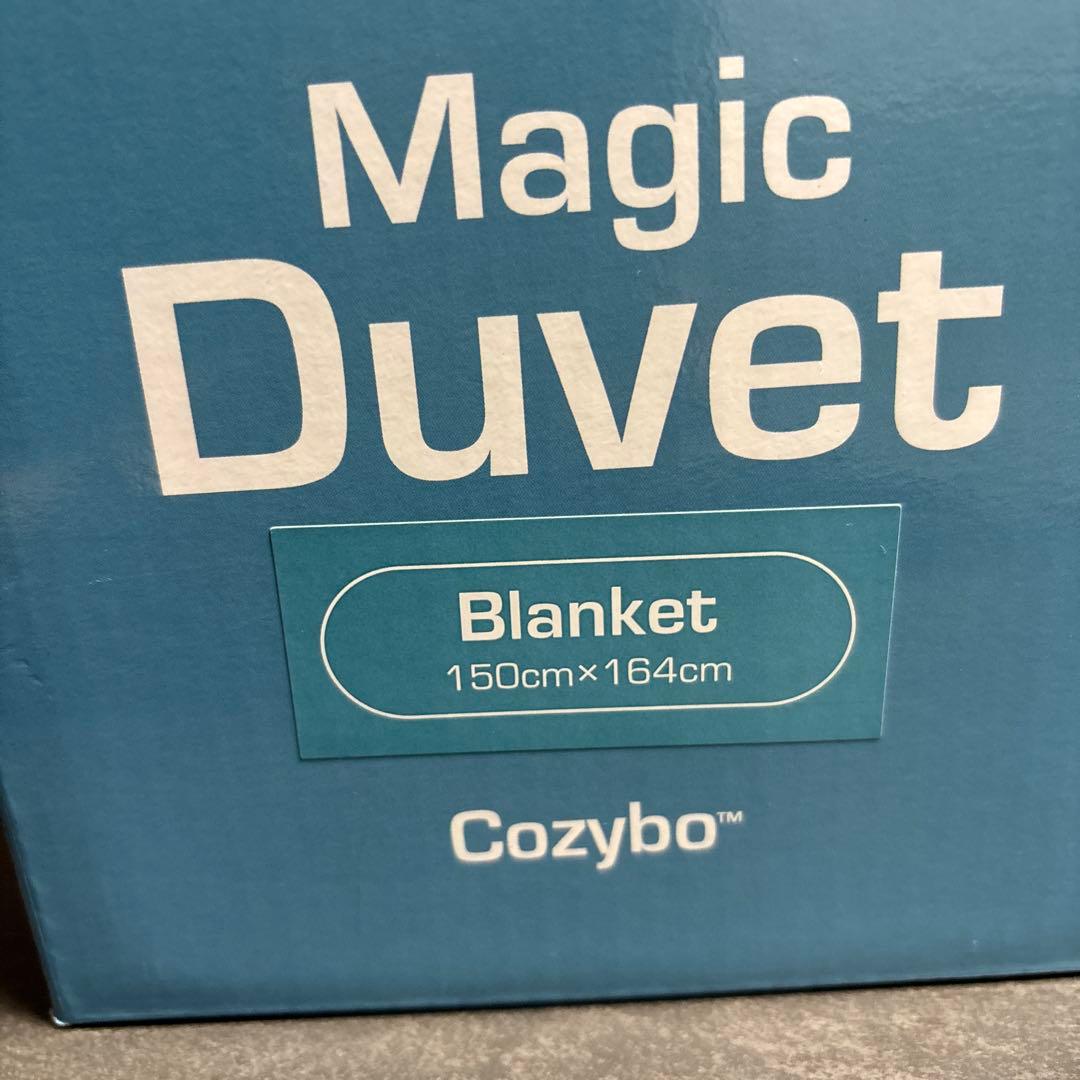 Magic
Duvet
Blanket
150cm×164cm
Cozybo™